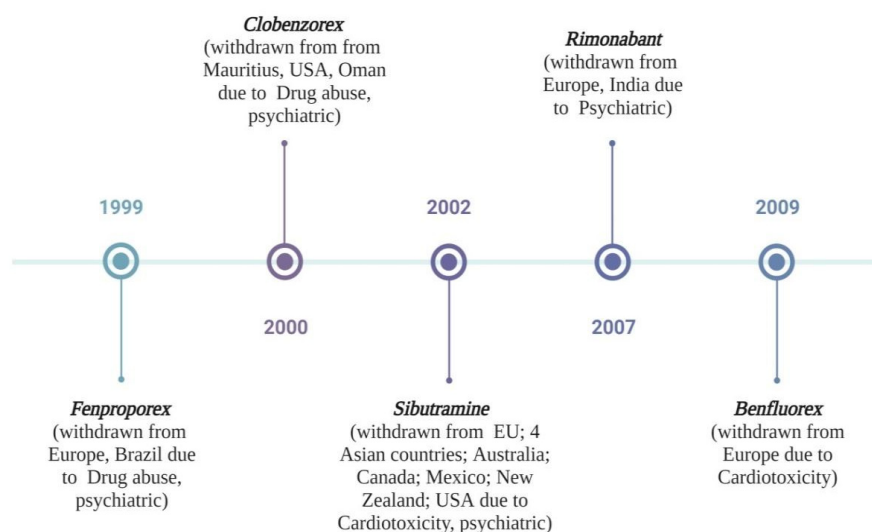 Clobenzorex
(withdrawn from from
Mauritius, USA, Oman
due to Drug abuse,
psychiatric)
Rimonabant
(withdrawn from
Europe, India due
to Psychiatric)
1999
2002
2009
2000
2007
Fenproporex
(withdrawn from
Europe, Brazil due
to Drug abuse,
psychiatric)
Sibutramine
(withdrawn from EU; 4
Asian countries; Australia;
Canada; Mexico; New
Zealand; USA due to
Cardiotoxicity, psychiatric)
Benfluorex
(withdrawn from
Europe due to
Cardiotoxicity)